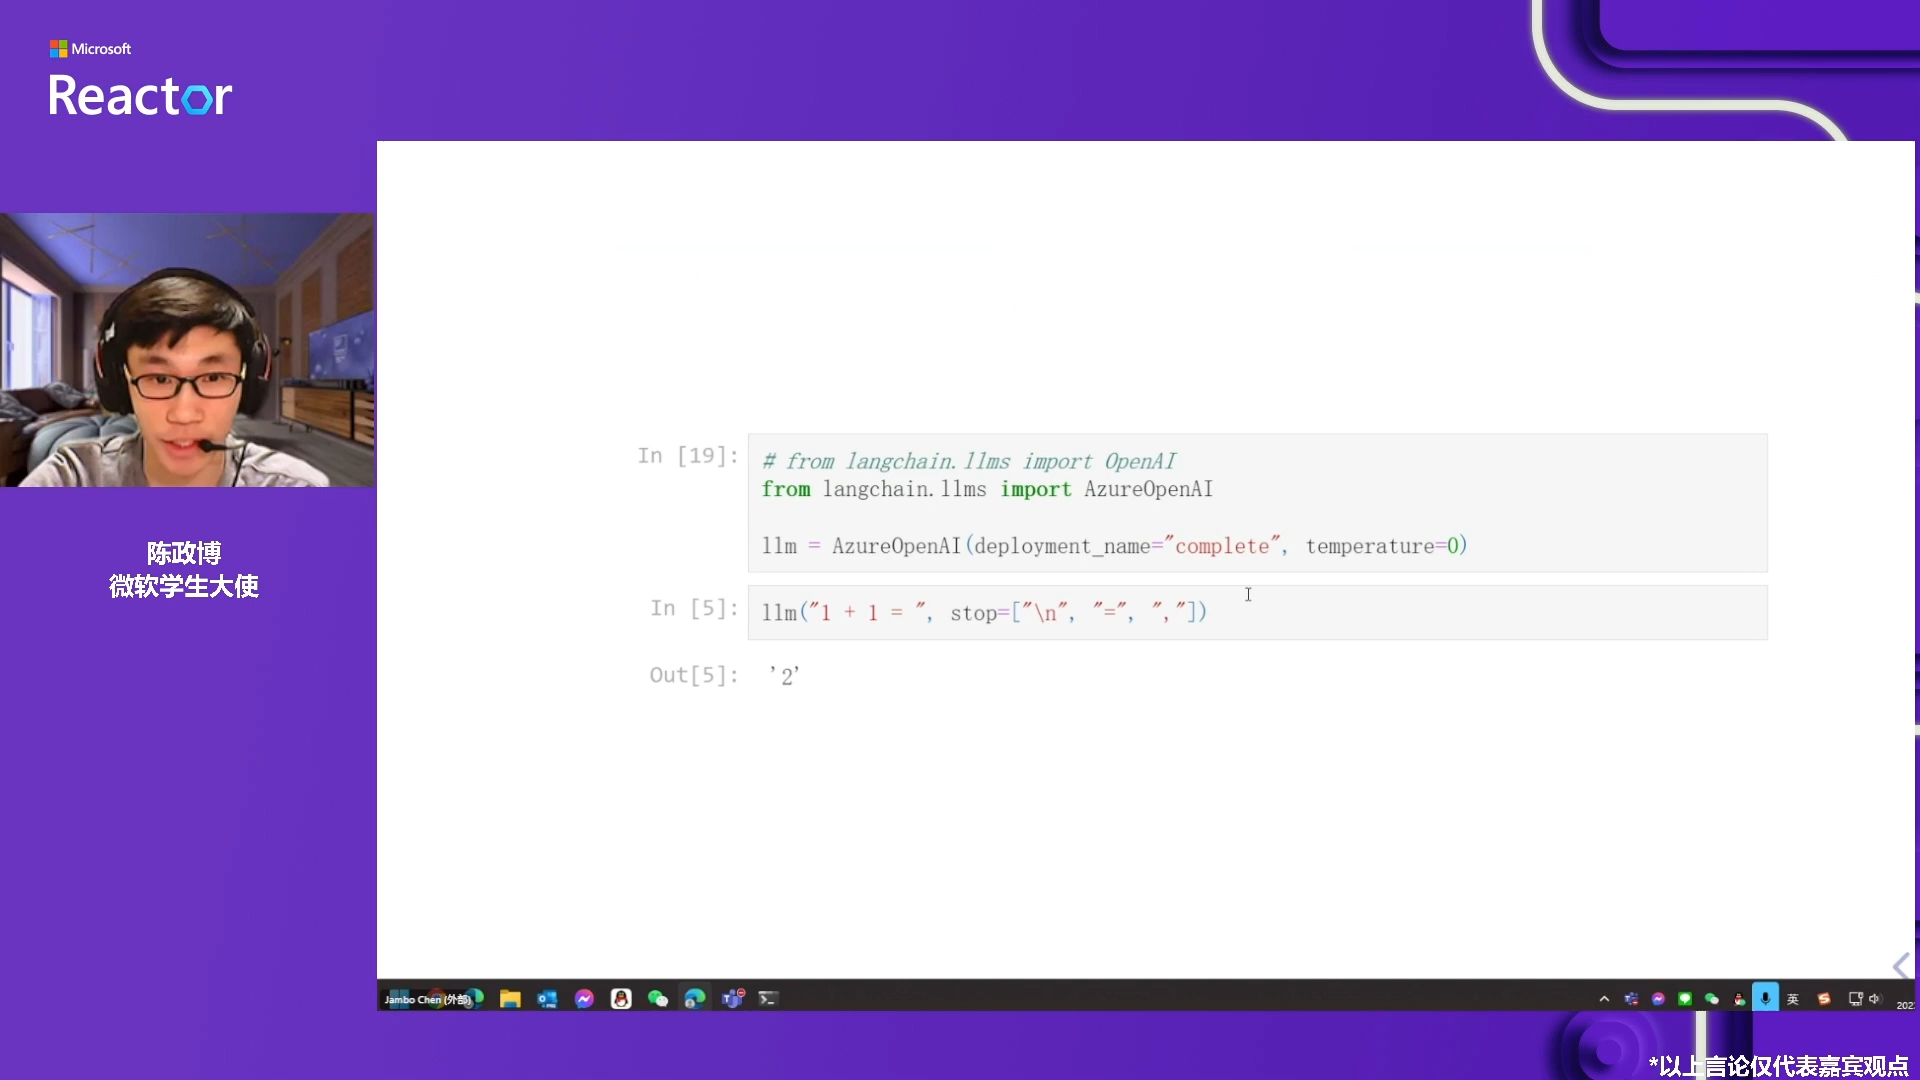 Microsoft
Reactor
陈政博
微软学生大使
In [19]:
# from langchain.llms import OpenAI
from langchain.llms import AzureOpenAI
llm = AzureOpenAI(deployment_name="complete", temperature=0)
In [5]:
llm("1 + 1 = ", stop=["\n", "=", ","])
Out[5]:
'2'
Jambo Chen (外部)
英
202
*以上言论仅代表嘉宾观点